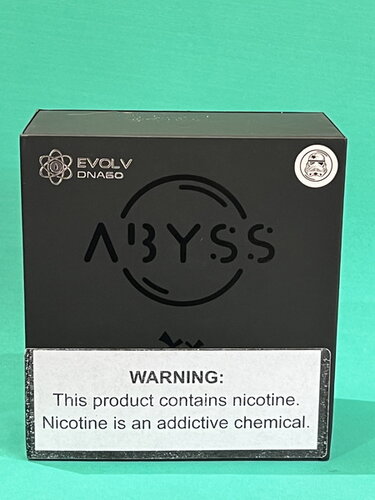 EVOLV
DNA60
ABYSS
WARNING:
This product contains nicotine.
Nicotine is an addictive chemical.